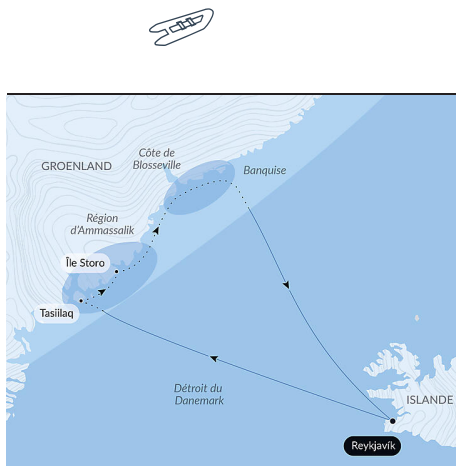 Côte de
Blosseville
GROENLAND
Banquise
Région
d'Ammassalik
Île Storo
Tasiilaq
Détroit du
Danemark
ISLANDE
Reykjavík